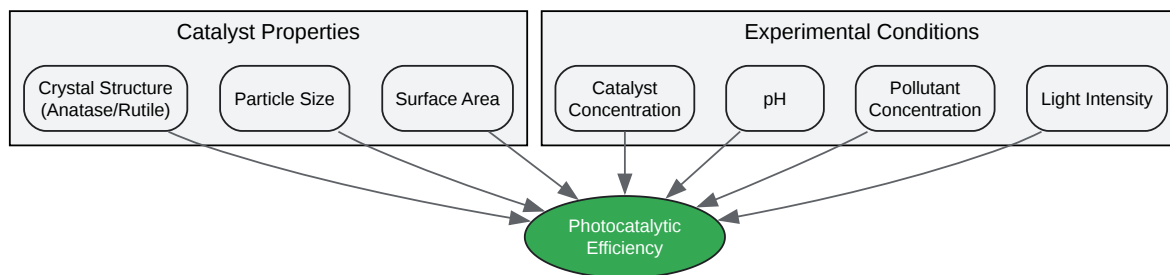 Catalyst Properties
Crystal Structure
(Anatase/Rutile)
Particle Size
Surface Area
Experimental Conditions
Catalyst
Concentration
pH
Pollutant
Concentration
Light Intensity
Photocatalytic
Efficiency